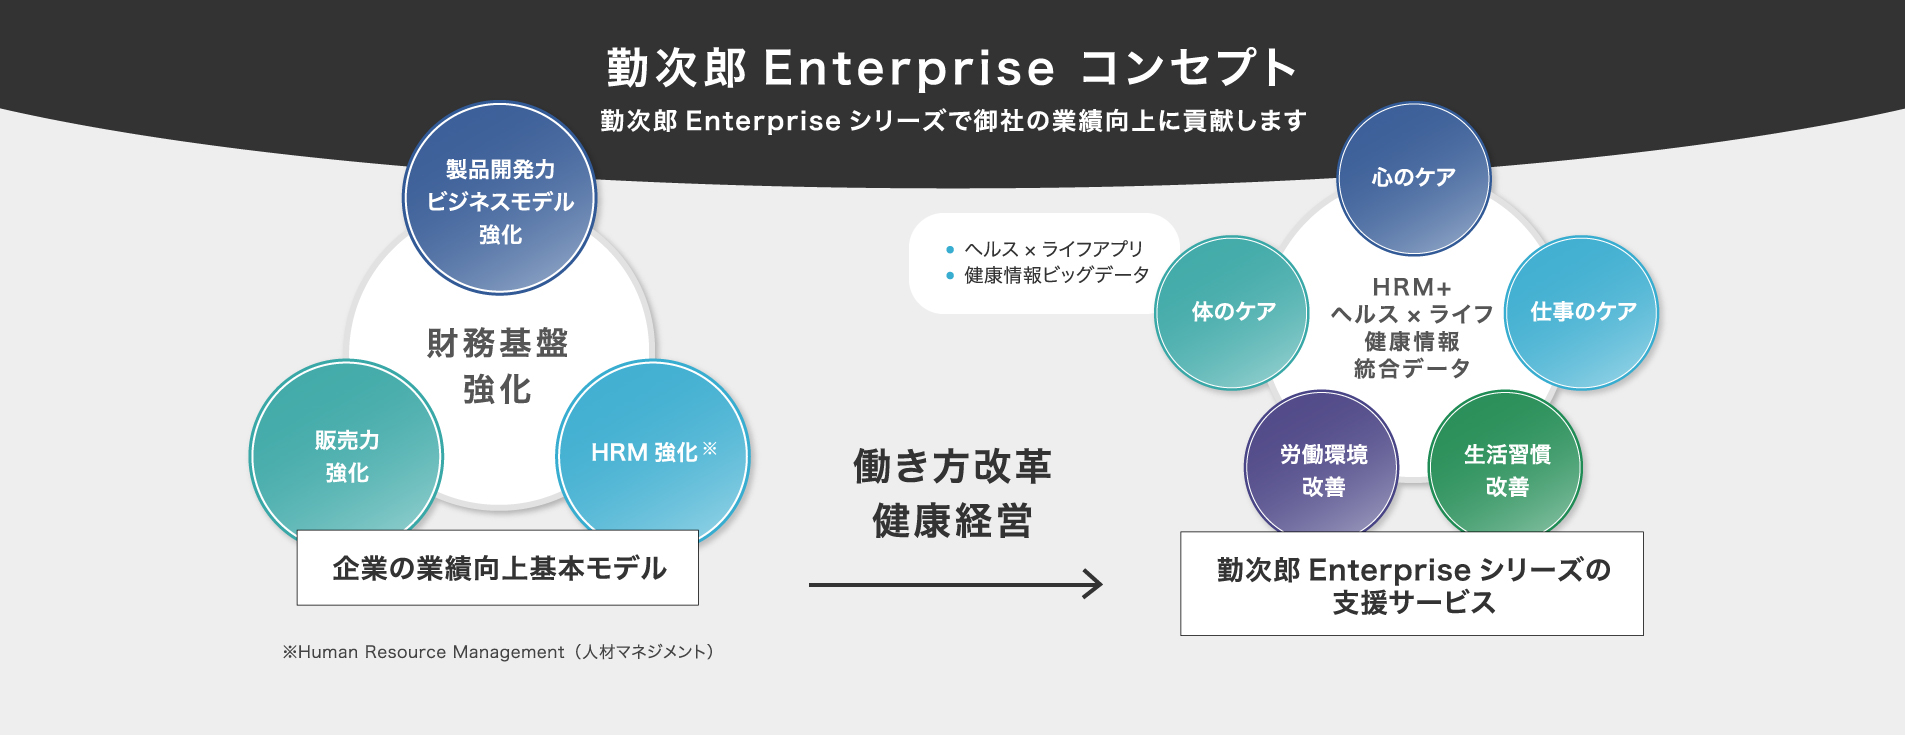 勤次郎 Enterprise コンセプト
勤次郎 Enterprise シリーズで御社の業績向上に貢献します
製品開発力
ビジネスモデル
強化
財務基盤
強化
販売力
強化
HRM 強化※
企業の業績向上基本モデル
※Human Resource Management（人材マネジメント）
働き方改革
健康経営
• ヘルス × ライフアプリ
• 健康情報ビッグデータ
心のケア
体のケア
仕事のケア
HRM+
ヘルス × ライフ
健康情報
統合データ
労働環境
改善
生活習慣
改善
勤次郎 Enterprise シリーズの
支援サービス